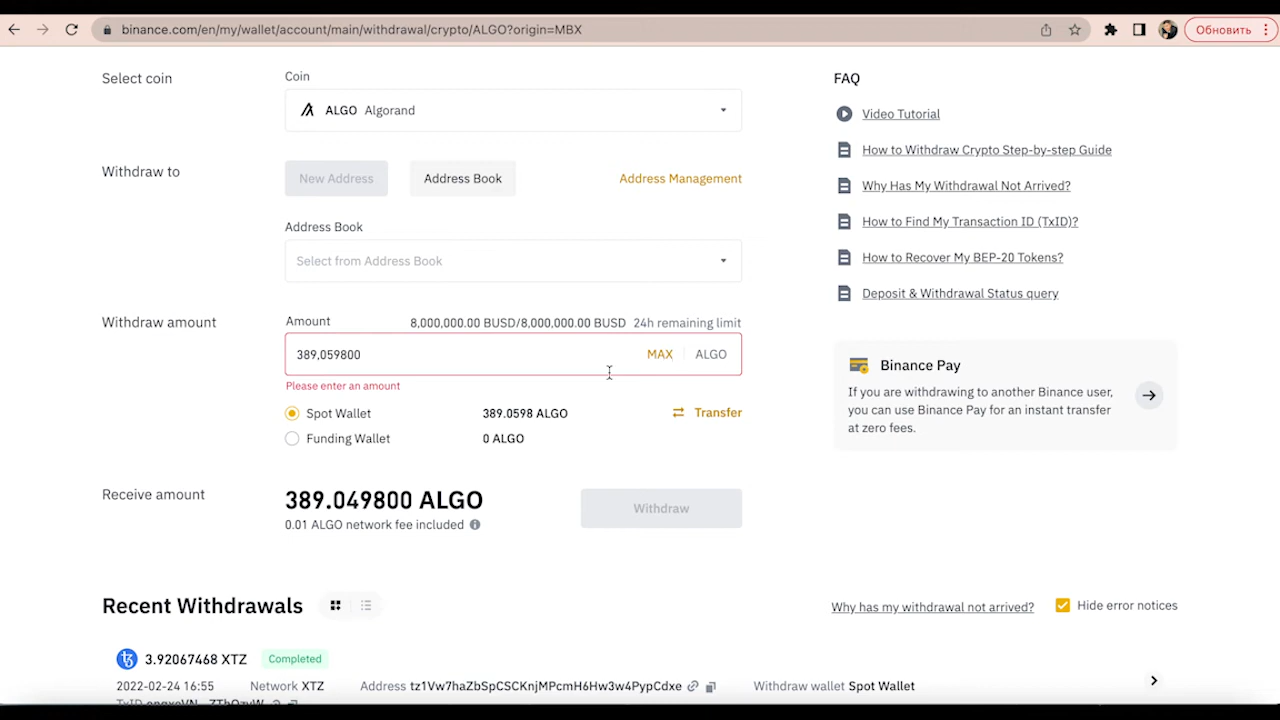 binance.com/en/my/wallet/account/main/withdrawal/crypto/ALGO?origin=MBX
Обновить
Select coin
Coin
ALGO Algorand
Withdraw to
New Address
Address Book
Address Management
Address Book
Select from Address Book
Withdraw amount
Amount
8,000,000.00 BUSD/8,000,000.00 BUSD 24h remaining limit
389,059800
MAX
ALGO
Please enter an amount
Spot Wallet
389.0598 ALGO
Transfer
Funding Wallet
0 ALGO
Receive amount
389.049800 ALGO
0.01 ALGO network fee included
Withdraw
FAQ
Video Tutorial
How to Withdraw Crypto Step-by-step Guide
Why Has My Withdrawal Not Arrived?
How to Find My Transaction ID (TxID)?
How to Recover My BEP-20 Tokens?
Deposit & Withdrawal Status query
Binance Pay
If you are withdrawing to another Binance user,
you can use Binance Pay for an instant transfer
at zero fees.
Recent Withdrawals
Why has my withdrawal not arrived?
Hide error notices
3.92067468 XTZ
Completed
2022-02-24 16:55
Network XTZ
Address tz1Vw7haZbSpCSCKnjMPcmH6Hw3w4PypCdxe
Withdraw wallet Spot Wallet
TxID